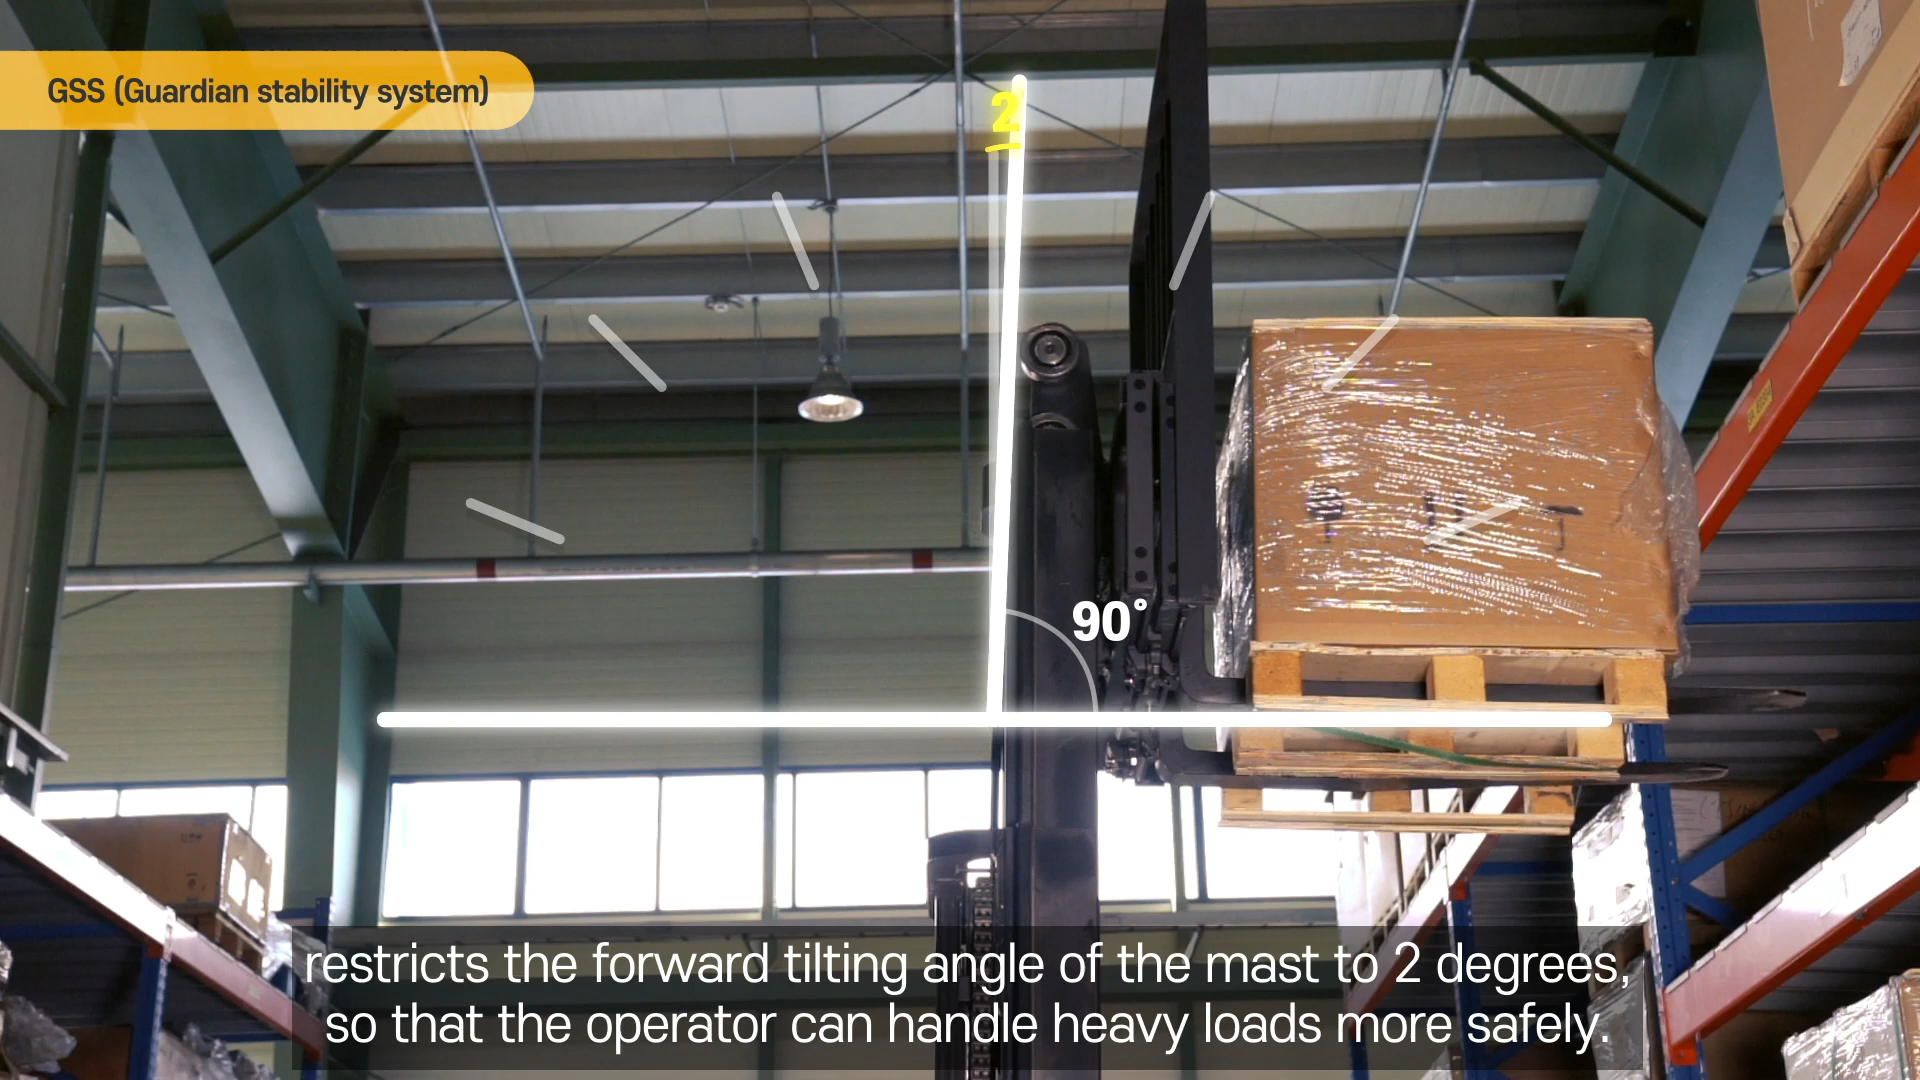 GSS (Guardian stability system)
2
90°
restricts the forward tilting angle of the mast to 2 degrees,
so that the operator can handle heavy loads more safely.